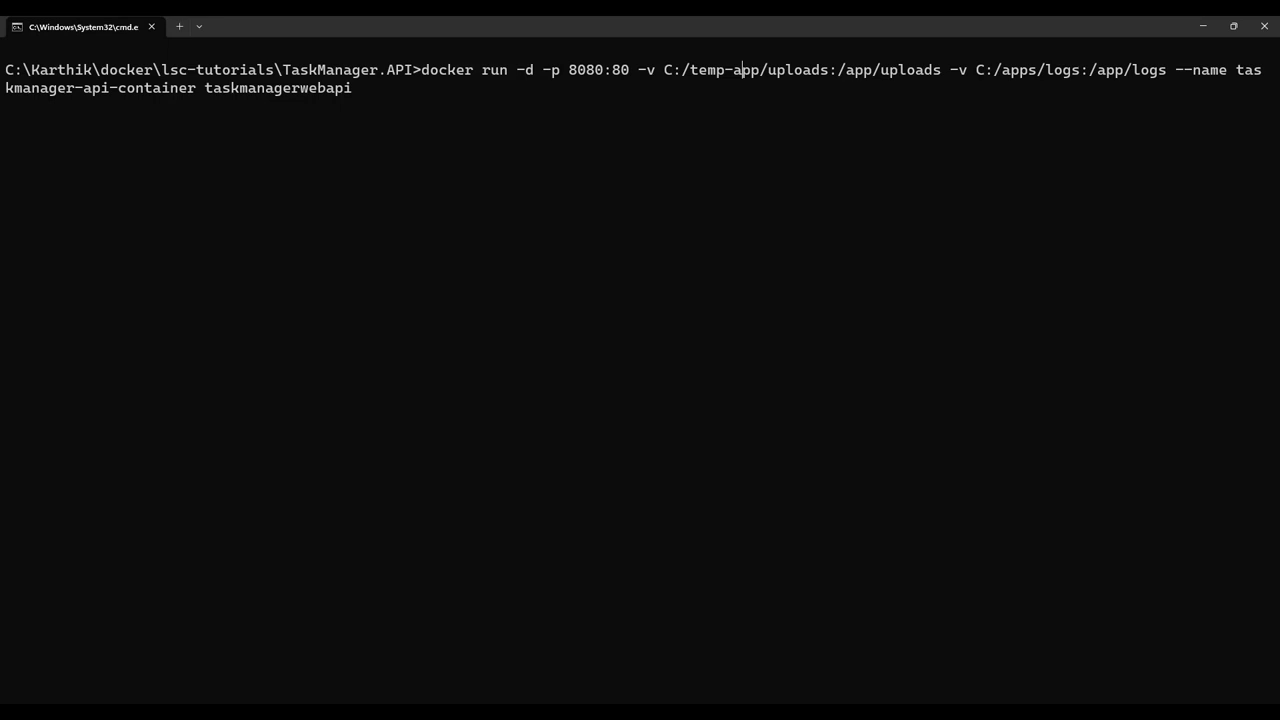 C:\Windows\System32\cmd.e
C:\Karthik\docker\lsc-tutorials\TaskManager.API>docker run -d -p 8080:80 -v C:/temp-app/uploads:/app/uploads -v C:/apps/logs:/app/logs --name tas
kmanager-api-container taskmanagerwebapi